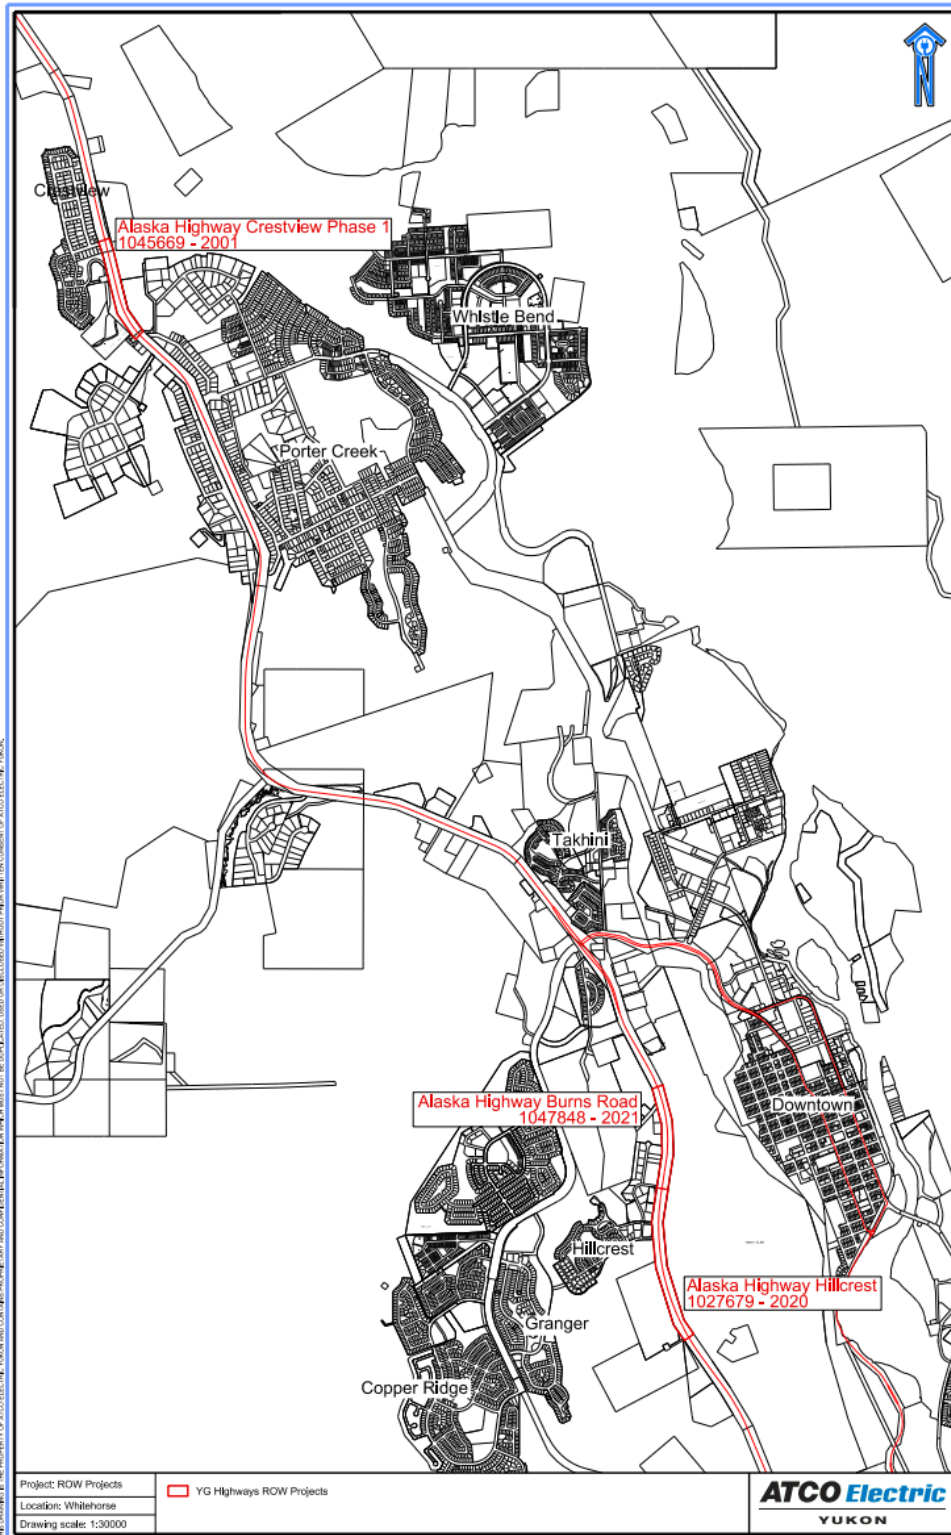 N
Crestview
Alaska Highway Crestview Phase 1
1045669 - 2001
Whistle Bend
Porter Creek
Takhini
Alaska Highway Burns Road
1047848 - 2021
Downtown
Hillcrest
Alaska Highway Hillcrest
1027679 - 2020
Granger
Copper Ridge
Project: ROW Projects
Location: Whitehorse
Drawing scale: 1:30000
YG Highways ROW Projects
ATCO Electric
YUKON